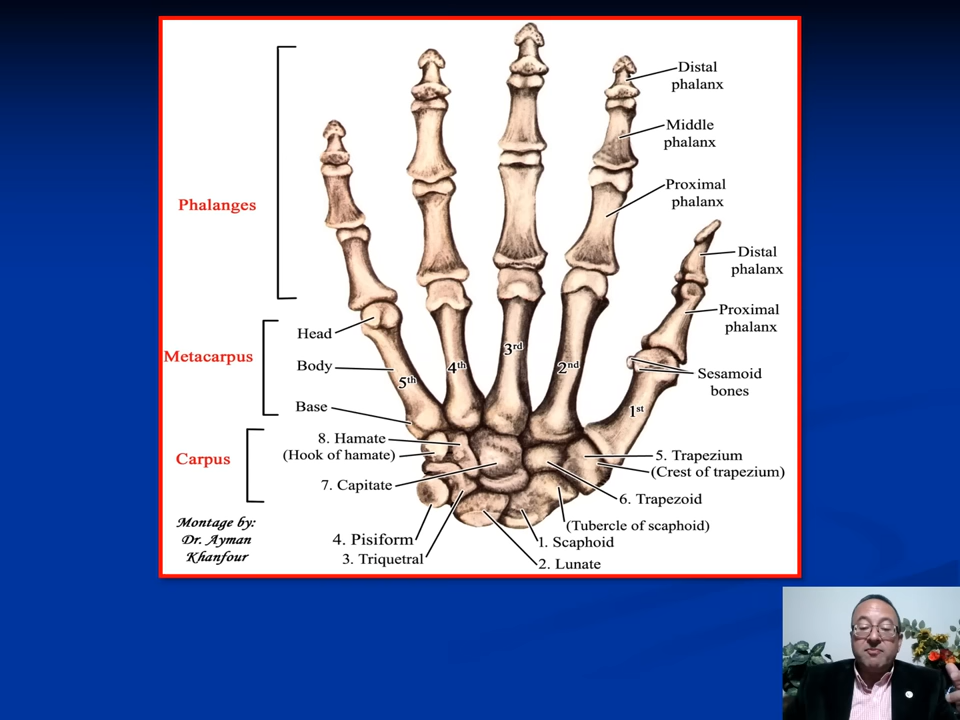 Distal
phalanx
Middle
phalanx
Proximal
phalanx
Phalanges
Distal
phalanx
Proximal
phalanx
Head
Metacarpus
Body
Base
5th
4th
3rd
2nd
1st
Sesamoid
bones
Carpus
8. Hamate
(Hook of hamate)
7. Capitate
5. Trapezium
(Crest of trapezium)
6. Trapezoid
(Tubercle of scaphoid)
4. Pisiform
3. Triquetral
1. Scaphoid
2. Lunate
Montage by:
Dr. Ayman
Khanfour